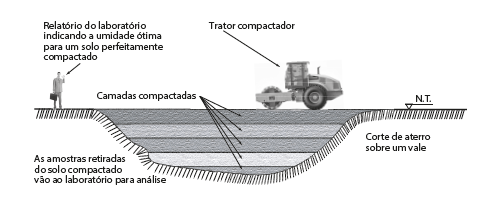 Relatório do laboratório
indicando a umidade ótima
para um solo perfeitamente
compactado
Trator compactador
Camadas compactadas
N.T.
Corte de aterro
sobre um vale
As amostras retiradas
do solo compactado
vão ao laboratório para análise